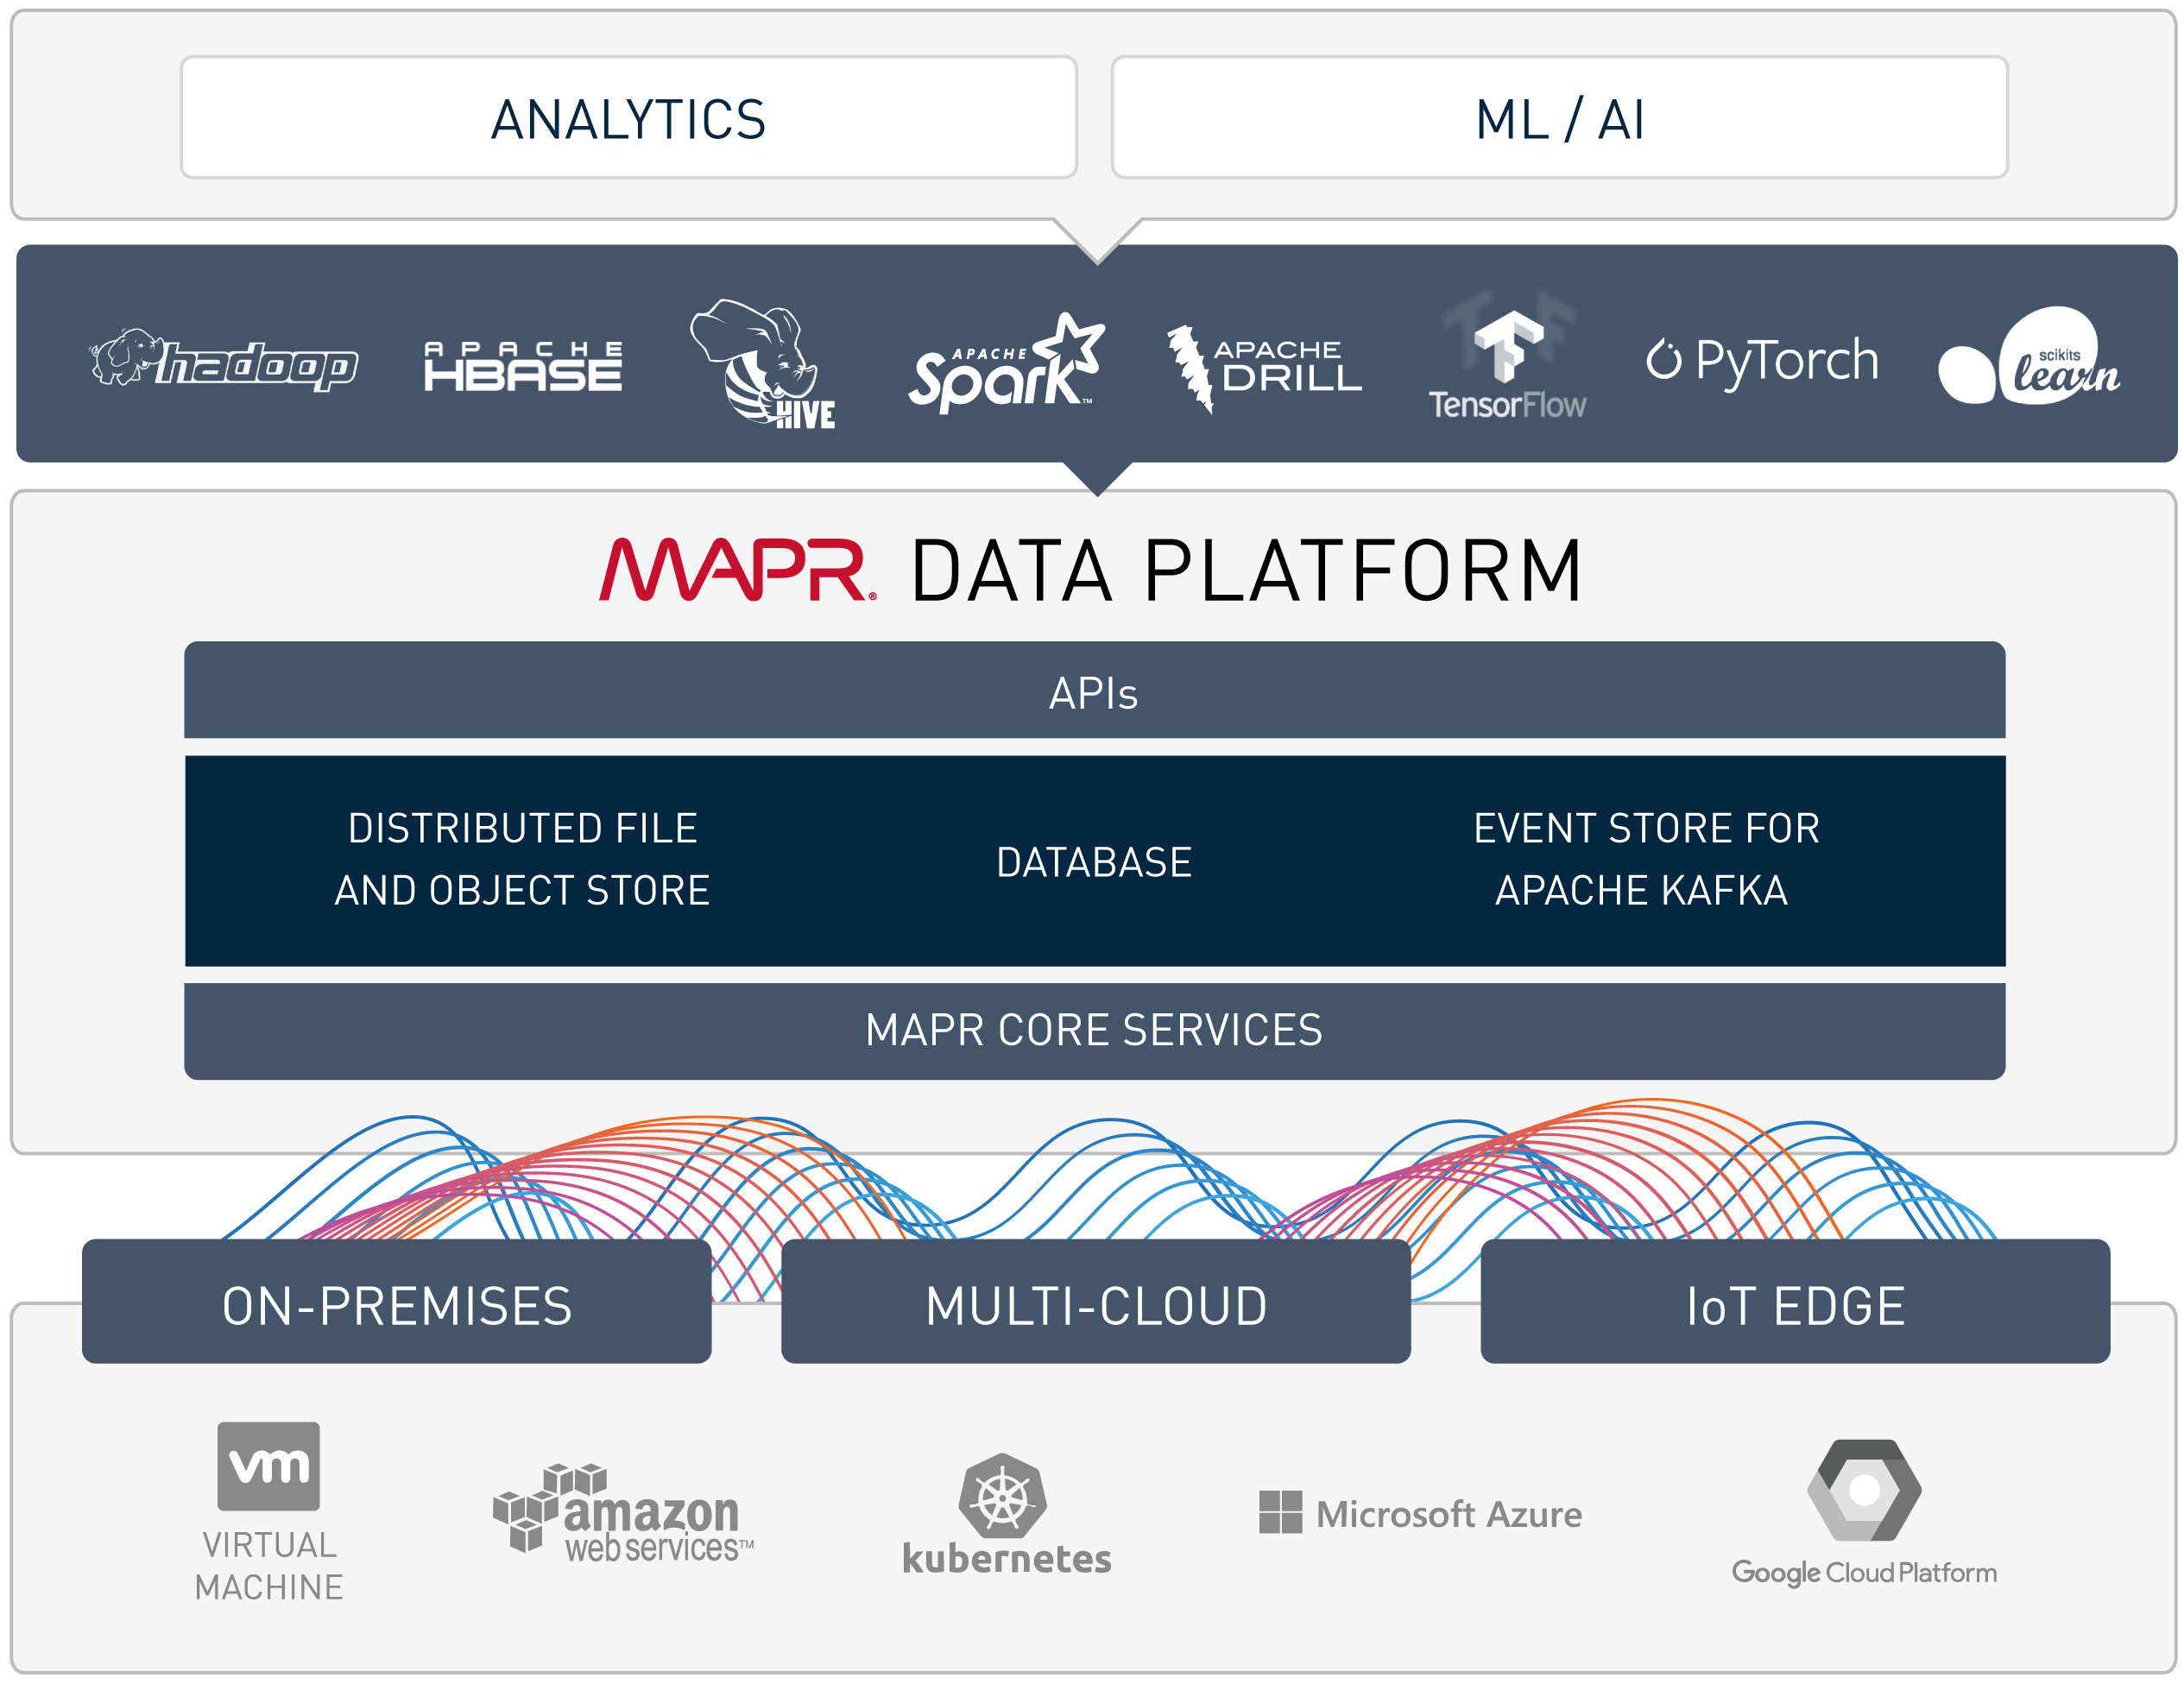 ANALYTICS
ML / AI
hadoop
APACHE
HBASE
HIVE
APACHE
Spark™
APACHE
DRILL
TensorFlow
PyTorch
scikits
learn
MAPR® DATA PLATFORM
APIs
DISTRIBUTED FILE
AND OBJECT STORE
DATABASE
EVENT STORE FOR
APACHE KAFKA
MAPR CORE SERVICES
ON-PREMISES
MULTI-CLOUD
IoT EDGE
vm
VIRTUAL
MACHINE
amazon
web services™
kubernetes
Microsoft Azure
Google Cloud Platform